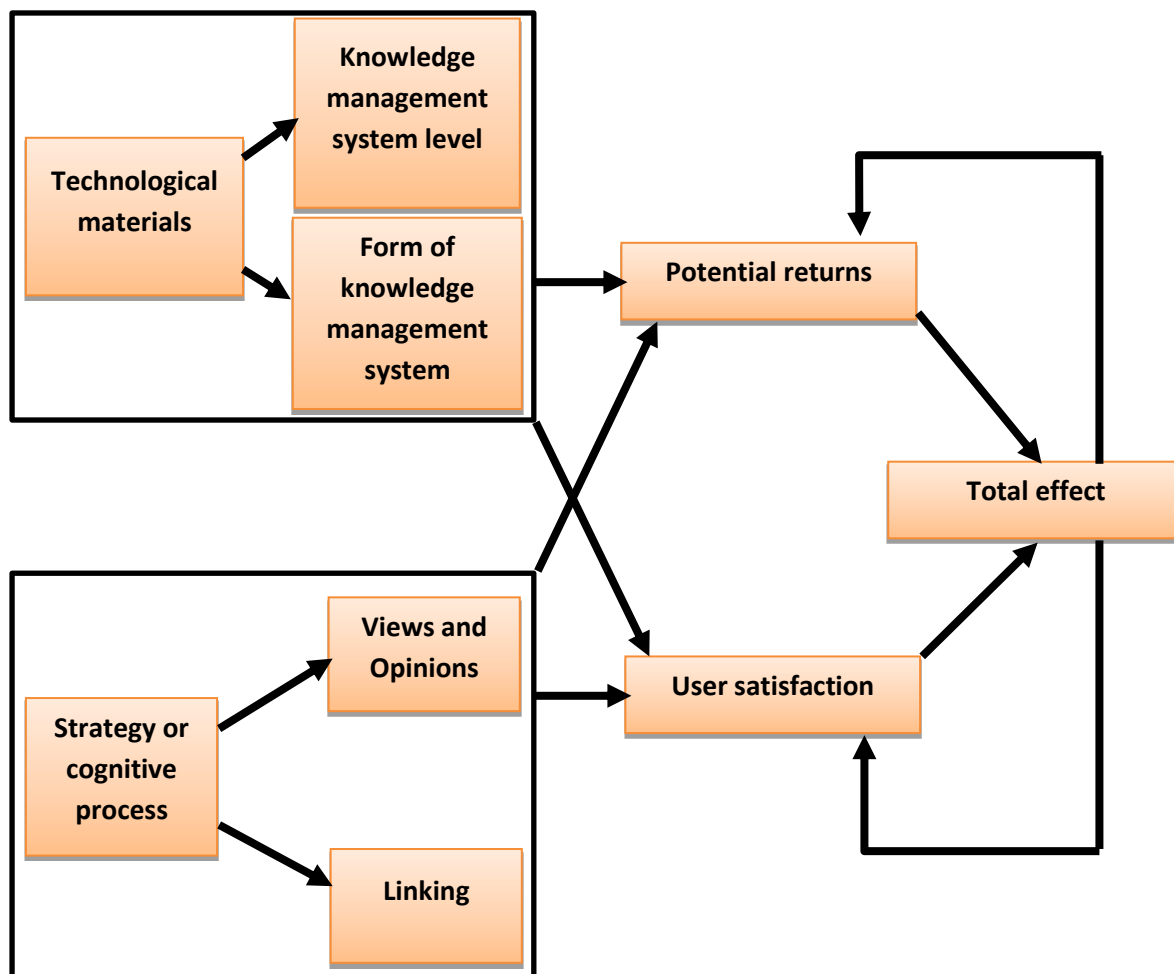 Knowledge
management
system level
Technological
materials
Form of
knowledge
management
system
Potential returns
Total effect
Views and
Opinions
User satisfaction
Strategy or
cognitive
process
Linking